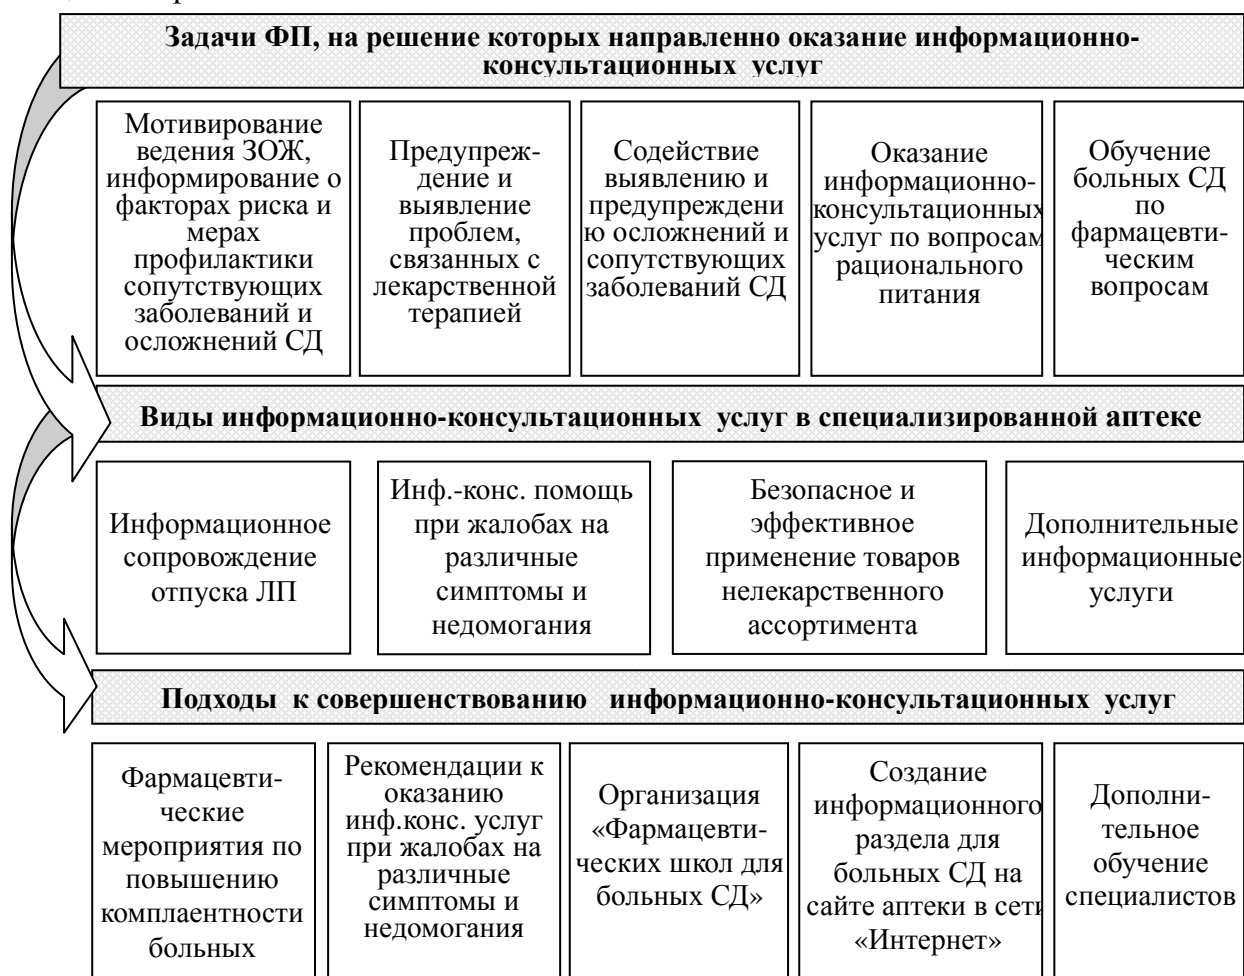 Задачи ФП, на решение которых направленно оказание информационно-
консультационных услуг
Мотивирование
ведения ЗОЖ,
информирование о
факторах риска и
мерах
профилактики
сопутствующих
заболеваний и
осложнений СД
Предупреж-
дение и
выявление
проблем,
связанных с
лекарственной
терапией
Содействие
выявлению и
предупреждени
ю осложнений и
сопутствующих
заболеваний СД
Оказание
информационно-
консультационных
услуг по вопросам
рационального
питания
Обучение
больных СД
по
фармацевти-
ческим
вопросам
Виды информационно-консультационных услуг в специализированной аптеке
Информационное
сопровождение
отпуска ЛП
Инф.-конс. помощь
при жалобах на
различные
симптомы и
недомогания
Безопасное и
эффективное
применение товаров
нелекарственного
ассортимента
Дополнительные
информационные
услуги
Подходы к совершенствованию информационно-консультационных услуг
Фармацевти-
ческие
мероприятия по
повышению
комплаентности
больных
Рекомендации к
оказанию
инф.конс. услуг
при жалобах на
различные
симптомы и
недомогания
Организация
«Фармацевти-
ческих школ для
больных СД»
Создание
информационного
раздела для
больных СД на
сайте аптеки в сети
«Интернет»
Дополни-
тельное
обучение
специалистов